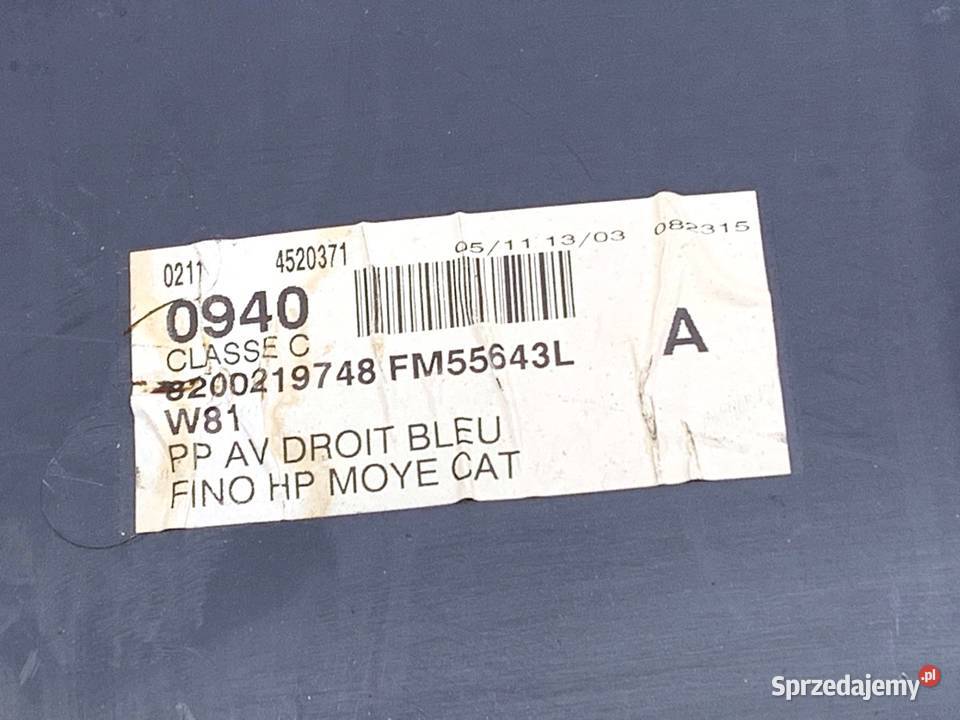 0211 4520371 05/11 13/03 082315
0940
CLASSE C
A
8200219748 FM55643L
W81
PP AV DROIT BLEU
FINO HP MOYE CAT
Sprzedajemy.pl